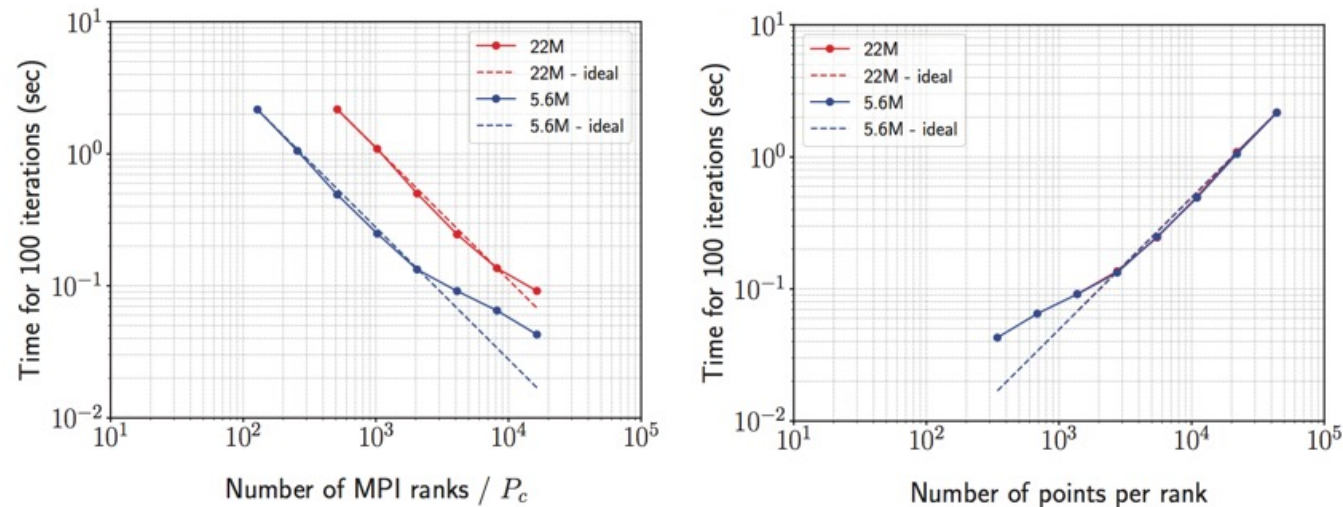 Time for 100 iterations (sec)
10^1
10^0
10^{-1}
10^{-2}
22M
22M - ideal
5.6M
5.6M - ideal
10^1 10^2 10^3 10^4 10^5
Number of MPI ranks / P_c
Time for 100 iterations (sec)
10^1
10^0
10^{-1}
10^{-2}
22M
22M - ideal
5.6M
5.6M - ideal
10^1 10^2 10^3 10^4 10^5
Number of points per rank